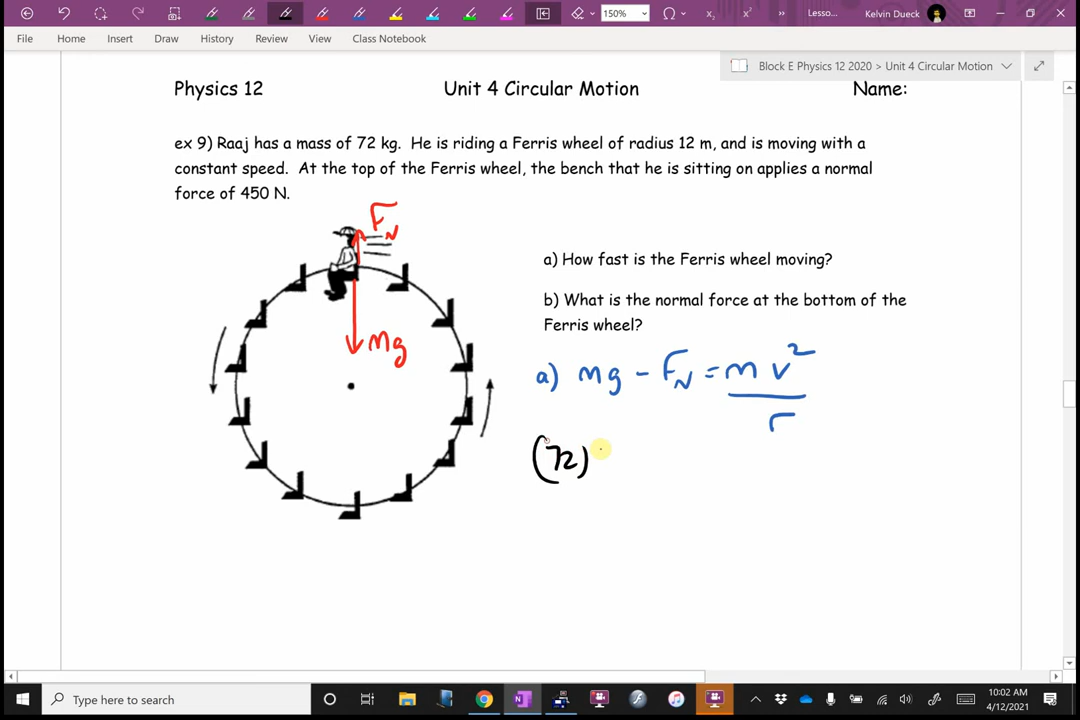 150%
Lesso...
Kelvin Dueck
File Home Insert Draw History Review View Class Notebook
Block E Physics 12 2020 > Unit 4 Circular Motion
Physics 12 Unit 4 Circular Motion Name:
ex 9) Raaj has a mass of 72 kg. He is riding a Ferris wheel of radius 12 m, and is moving with a
constant speed. At the top of the Ferris wheel, the bench that he is sitting on applies a normal
force of 450 N.
F_N
a) How fast is the Ferris wheel moving?
b) What is the normal force at the bottom of the
Ferris wheel?
mg
a) mg - F_N = m v²
r
(72)
Type here to search
10:02 AM
4/12/2021